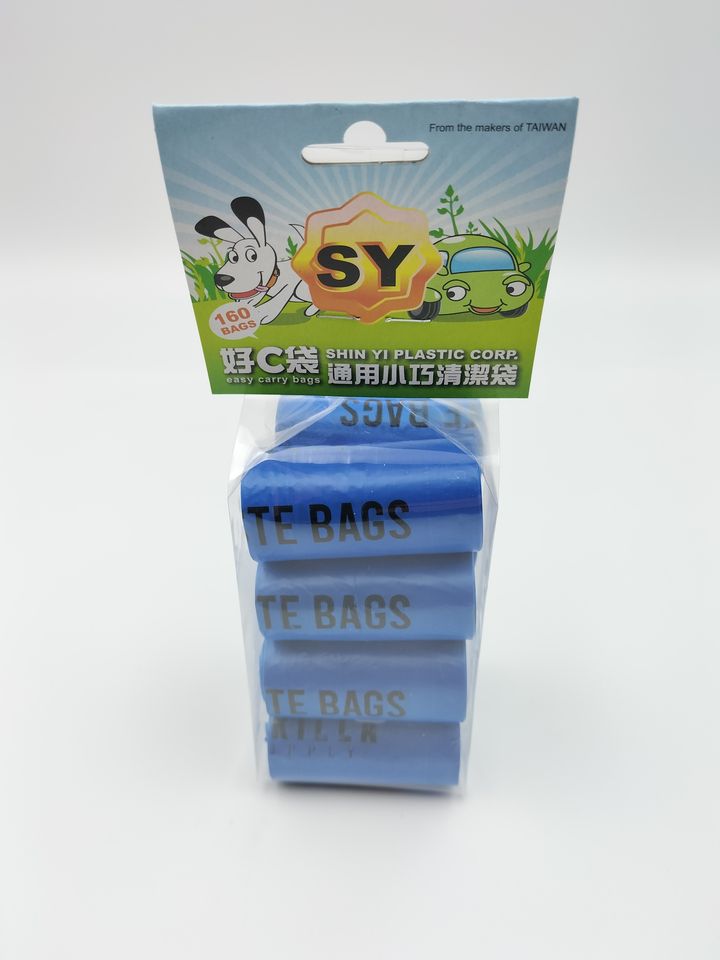 From the makers of TAIWAN
SY
160
BAGS
好C袋
easy carry bags
SHIN YI PLASTIC CORP.
通用小巧清潔袋
BAGS
TE BAGS
TE BAGS
TE BAGS